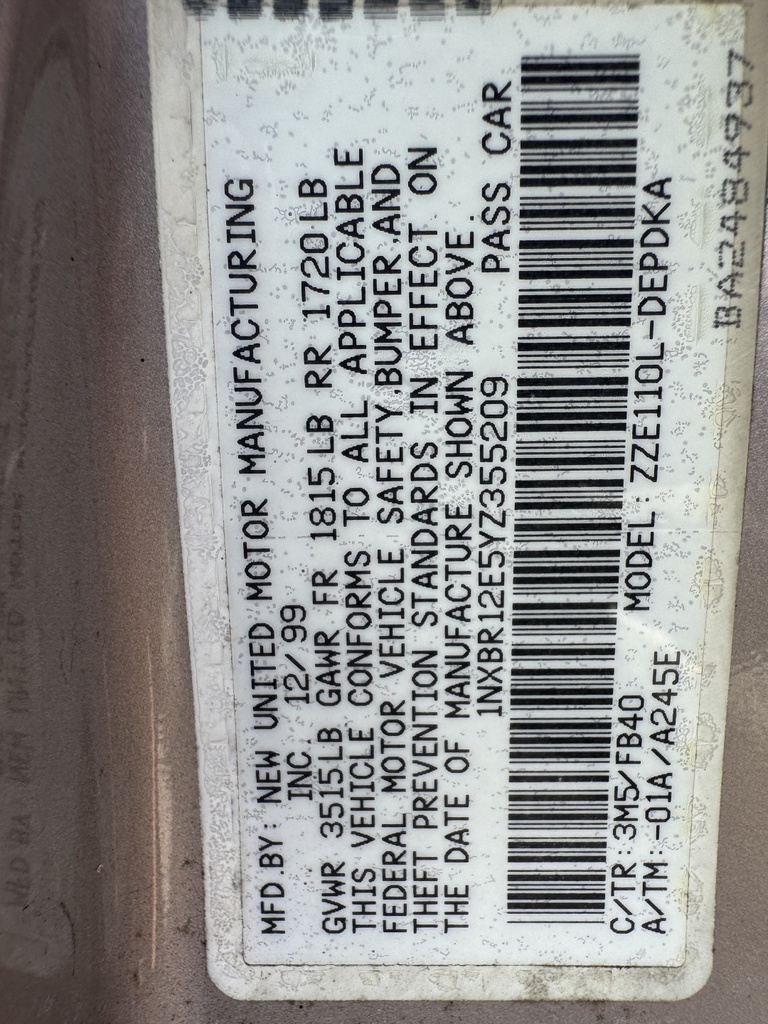 MFD.BY: NEW UNITED MOTOR MANUFACTURING
INC. 12/99
GVWR 3515LB GAWR FR 1815LB RR 1720LB
THIS VEHICLE CONFORMS TO ALL APPLICABLE
FEDERAL MOTOR VEHICLE SAFETY,BUMPER,AND
THEFT PREVENTION STANDARDS IN EFFECT ON
THE DATE OF MANUFACTURE SHOWN ABOVE.
1NXBR12E5YZ355209 PASS CAR
C/TR:3M5/FB40 MODEL:ZZE110L-DEPDKA
A/TM:-01A/A245E
BA2484937